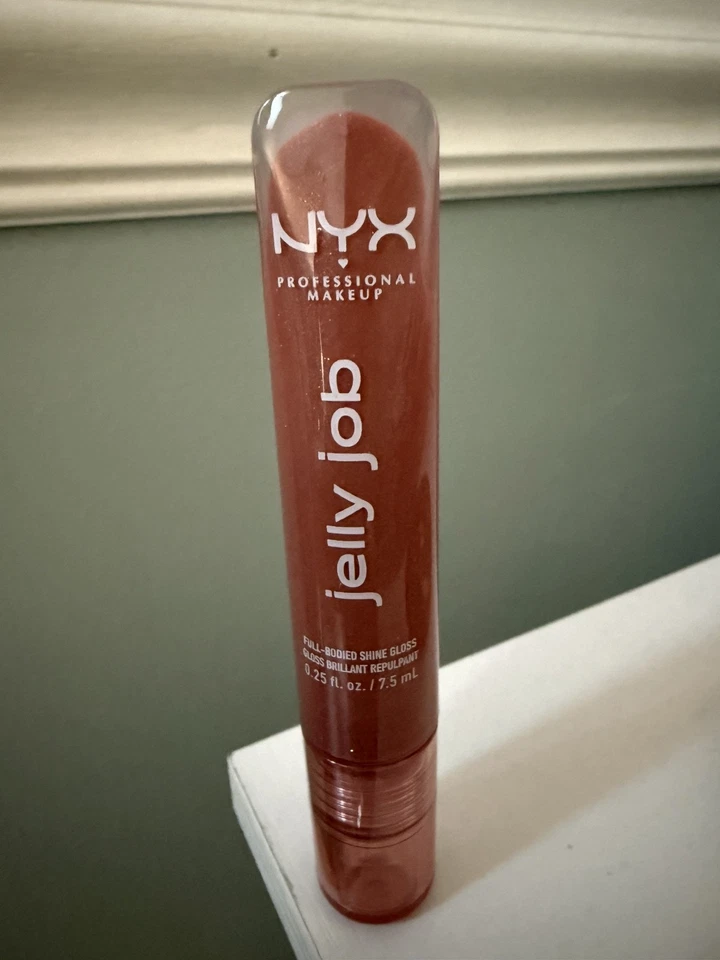 NYX
PROFESSIONAL
MAKEUP
jelly job
FULL-BODIED SHINE GLOSS
GLOSS BRILLANT REPULPANT
0.25 fl. oz. / 7.5 mL